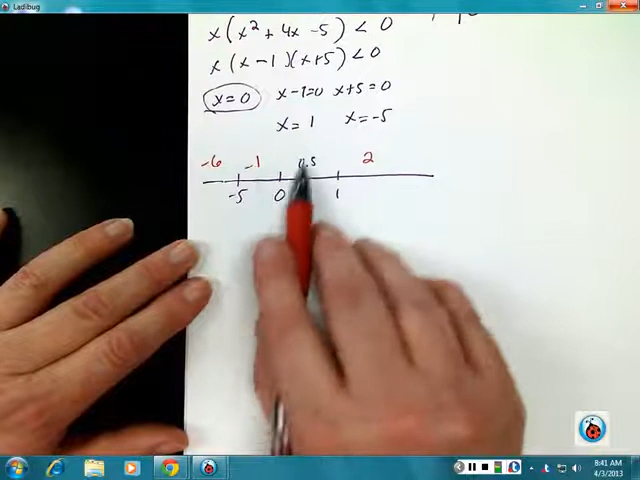 Ladibug
x(x² + 4x - 5) < 0
x(x - 1)(x + 5) < 0
x = 0 x - 1 = 0 x + 5 = 0
x = 1 x = -5
-6 -1 .5 2
-5 0 1
8:41 AM
4/3/2013